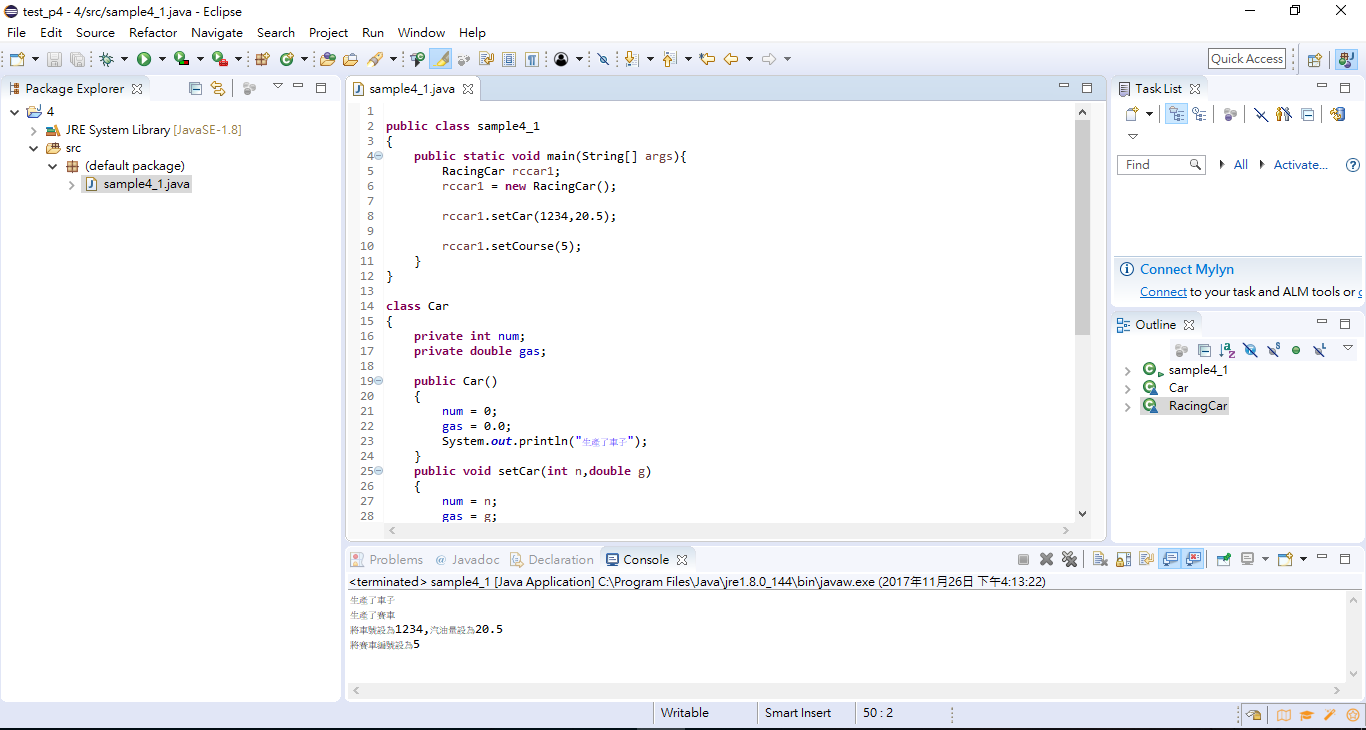 test_p4 - 4/src/sample4_1.java - Eclipse
File Edit Source Refactor Navigate Search Project Run Window Help
Quick Access
Package Explorer
4
JRE System Library [JavaSE-1.8]
src
(default package)
sample4_1.java
sample4_1.java
1
2 public class sample4_1
3 {
4 public static void main(String[] args){
5 RacingCar rccar1;
6 rccar1 = new RacingCar();
7
8 rccar1.setCar(1234,20.5);
9
10 rccar1.setCourse(5);
11 }
12 }
13
14 class Car
15 {
16 private int num;
17 private double gas;
18
19 public Car()
20 {
21 num = 0;
22 gas = 0.0;
23 System.out.println("生產了車子");
24 }
25 public void setCar(int n,double g)
26 {
27 num = n;
28 gas = g;
Task List
Find All Activate...
Connect Mylyn
Connect to your task and ALM tools or
Outline
sample4_1
Car
RacingCar
Problems @ Javadoc Declaration Console
<terminated> sample4_1 [Java Application] C:\Program Files\Java\jre1.8.0_144\bin\javaw.exe (2017年11月26日 下午4:13:22)
生產了車子
生產了賽車
將車號設為1234,汽油量設為20.5
將賽車編號設為5
Writable Smart Insert 50 : 2